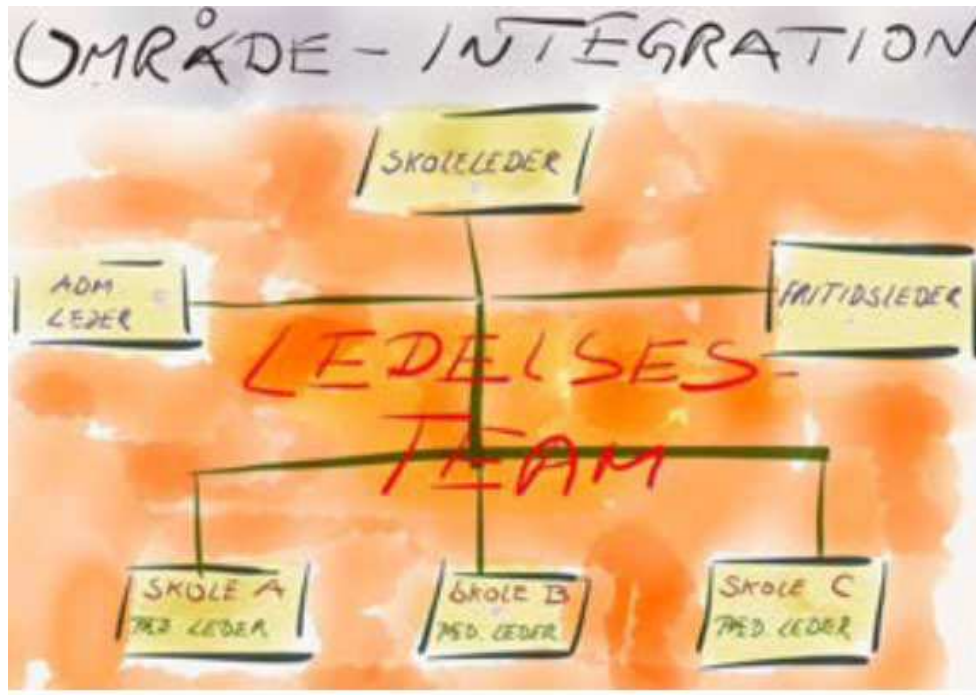 OMRÅDE - INTEGRATION
SKOLELEDER
ADM
LEDER
FRITIDSLEDER
LEDELSES-
TEAM
SKOLE A
PÆD LEDER
SKOLE B
PÆD LEDER
SKOLE C
PÆD LEDER